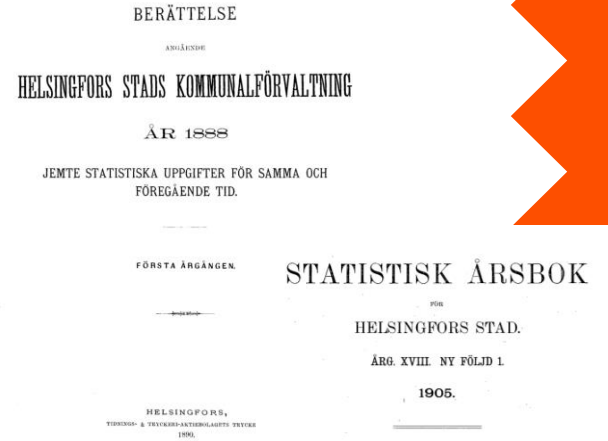 BERÄTTELSE
ANGÅENDE
HELSINGFORS STADS KOMMUNALFÖRVALTNING
ÅR 1888
JEMTE STATISTISKA UPPGIFTER FÖR SAMMA OCH
FÖREGÅENDE TID.
FÖRSTA ÅRGÅNGEN.
HELSINGFORS,
TIDNINGS- & TRYCKERI-AKTIEBOLAGETS TRYCKERI
1890.
STATISTISK ÅRSBOK
FÖR
HELSINGFORS STAD.
ÅRG. XVIII. NY FÖLJD 1.
1905.